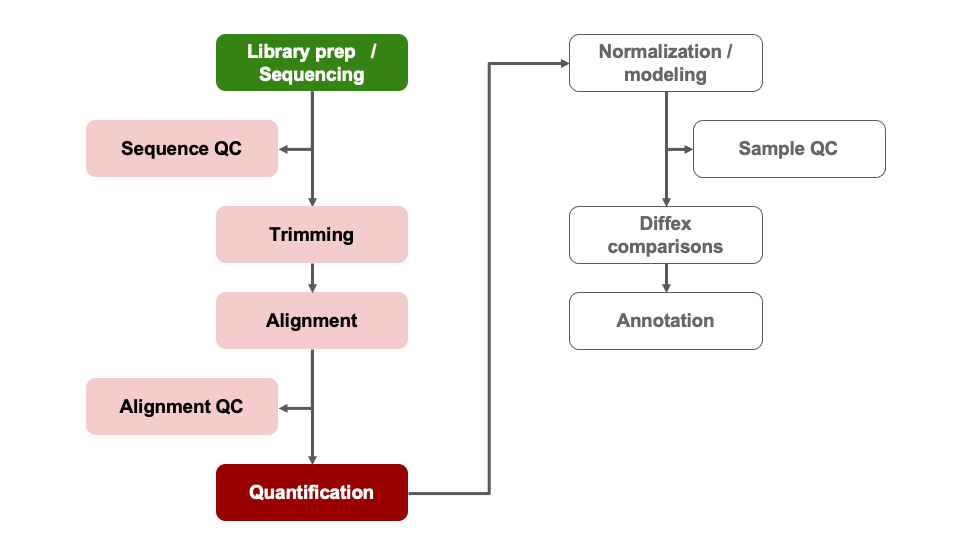 Library prep /
Sequencing
Sequence QC
Trimming
Alignment
Alignment QC
Quantification
Normalization /
modeling
Sample QC
Diffex
comparisons
Annotation